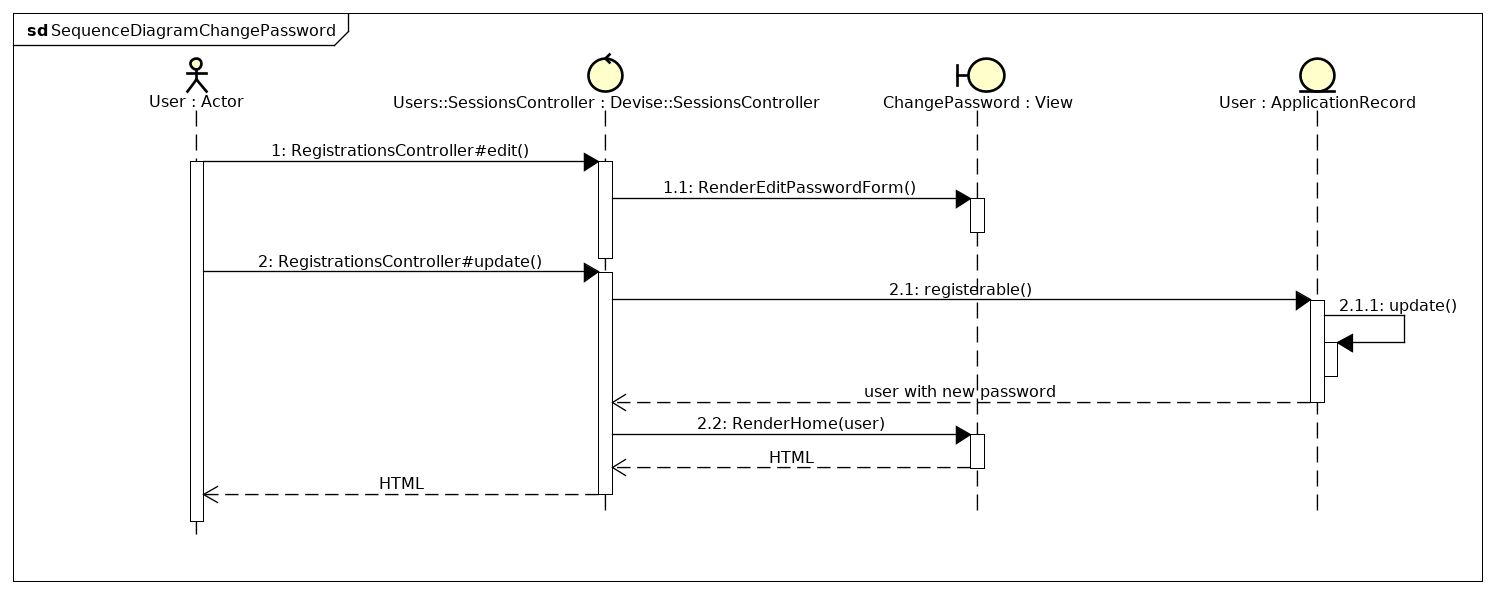 sd SequenceDiagramChangePassword
User : Actor
Users::SessionsController : Devise::SessionsController
ChangePassword : View
User : ApplicationRecord
1: RegistrationsController#edit()
1.1: RenderEditPasswordForm()
2: RegistrationsController#update()
2.1: registerable()
2.1.1: update()
user with new password
2.2: RenderHome(user)
HTML
HTML